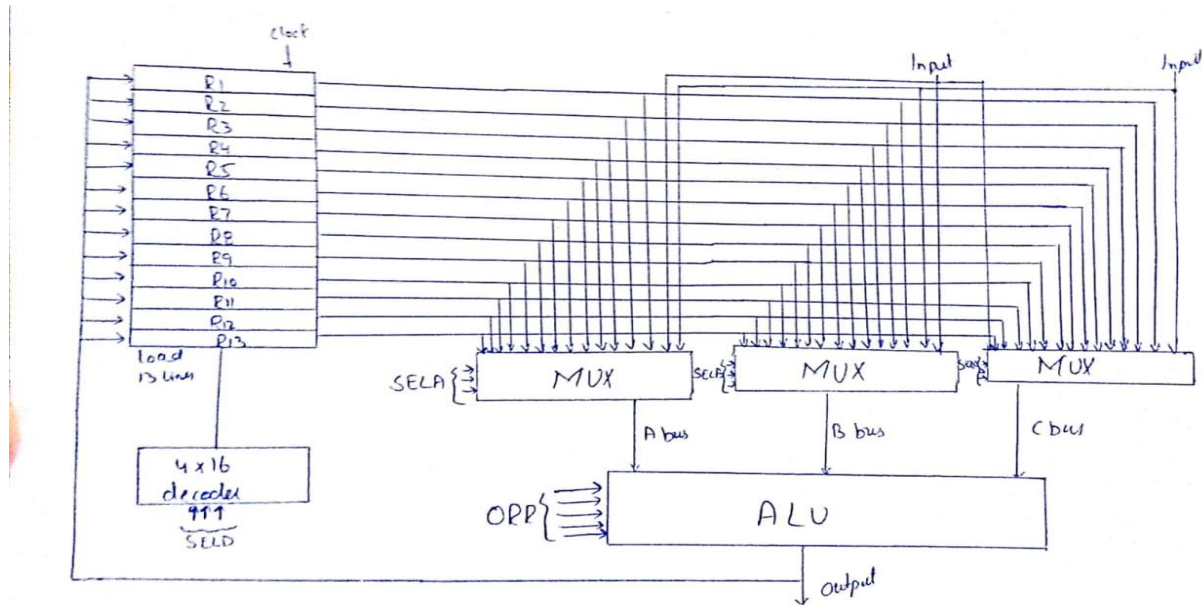 Clock
Input
Input
R1
R2
R3
R4
R5
R6
R7
R8
R9
R10
R11
R12
R13
load
13 lines
SELA
MUX
SELA
MUX
MUX
A bus
B bus
C bus
4 x 16
decoder
SELD
OPR
ALU
Output